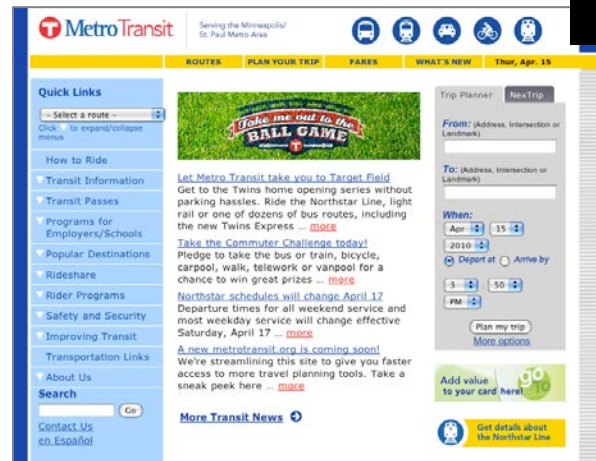 MetroTransit
Serving the Minneapolis/
St. Paul Metro Area
ROUTES PLAN YOUR TRIP FARES WHAT'S NEW Thur, Apr. 15
Quick Links
- Select a route -
Click to expand/collapse
menus
How to Ride
Transit Information
Transit Passes
Programs for
Employers/Schools
Popular Destinations
Rideshare
Rider Programs
Safety and Security
Improving Transit
Transportation Links
About Us
Search
Go
Contact Us
en Español
Take me out to the
BALL GAME
Let Metro Transit take you to Target Field
Get to the Twins home opening series without
parking hassles. Ride the Northstar Line, light
rail or one of dozens of bus routes, including
the new Twins Express ... more
Take the Commuter Challenge today!
Pledge to take the bus or train, bicycle,
carpool, walk, telework or vanpool for a
chance to win great prizes ... more
Northstar schedules will change April 17
Departure times for all weekend service and
most weekday service will change effective
Saturday, April 17 ... more
A new metrotransit.org is coming soon!
We're streamlining this site to give you faster
access to more travel planning tools. Take a
sneak peek here ... more
More Transit News
Trip Planner NexTrip
From: (Address, Intersection or
Landmark)
To: (Address, Intersection or
Landmark)
When:
Apr 15
2010
Depart at Arrive by
3 : 50
PM
Plan my trip
More options
Add value
to your card here!
go TO
Get details about
the Northstar Line